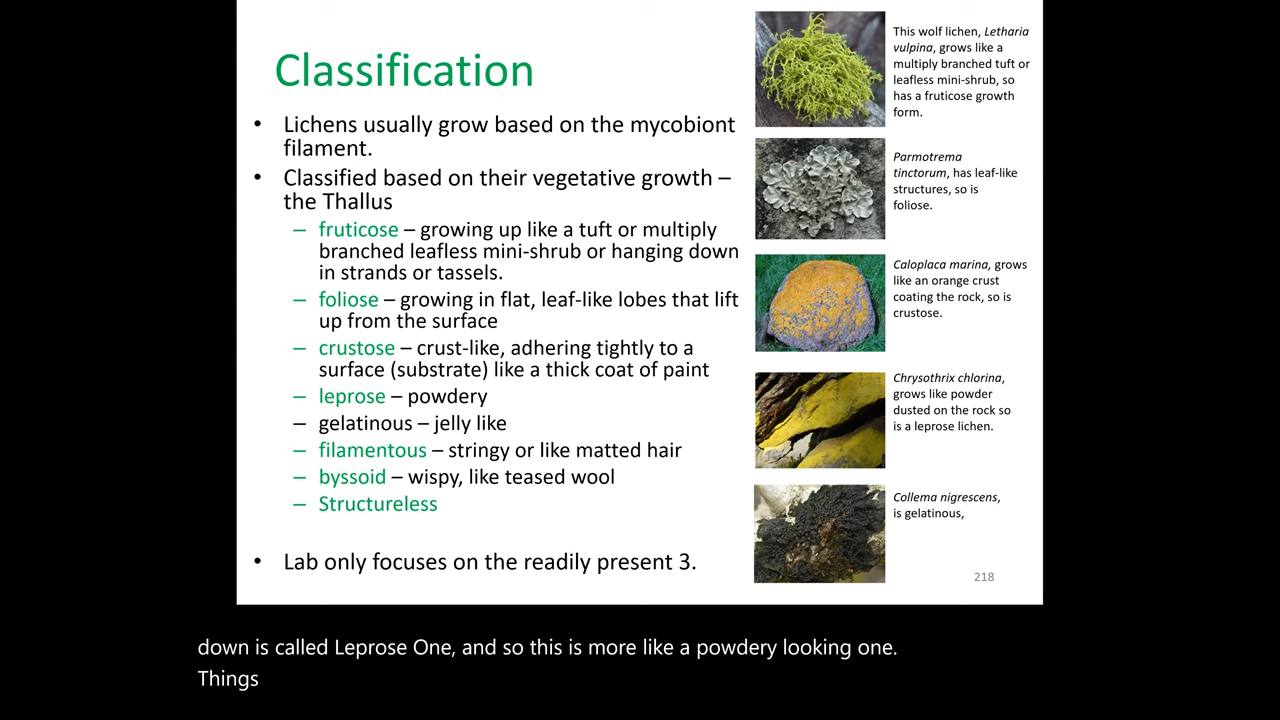 Classification
• Lichens usually grow based on the mycobiont
filament.
• Classified based on their vegetative growth –
the Thallus
– fruticose – growing up like a tuft or multiply
branched leafless mini-shrub or hanging down
in strands or tassels.
– foliose – growing in flat, leaf-like lobes that lift
up from the surface
– crustose – crust-like, adhering tightly to a
surface (substrate) like a thick coat of paint
– leprose – powdery
– gelatinous – jelly like
– filamentous – stringy or like matted hair
– byssoid – wispy, like teased wool
– Structureless
• Lab only focuses on the readily present 3.
This wolf lichen, Letharia
vulpina, grows like a
multiply branched tuft or
leafless mini-shrub, so
has a fruticose growth
form.
Parmotrema
tinctorum, has leaf-like
structures, so is
foliose.
Caloplaca marina, grows
like an orange crust
coating the rock, so is
crustose.
Chrysothrix chlorina,
grows like powder
dusted on the rock so
is a leprose lichen.
Collema nigrescens,
is gelatinous,
218
down is called Leprose One, and so this is more like a powdery looking one.
Things